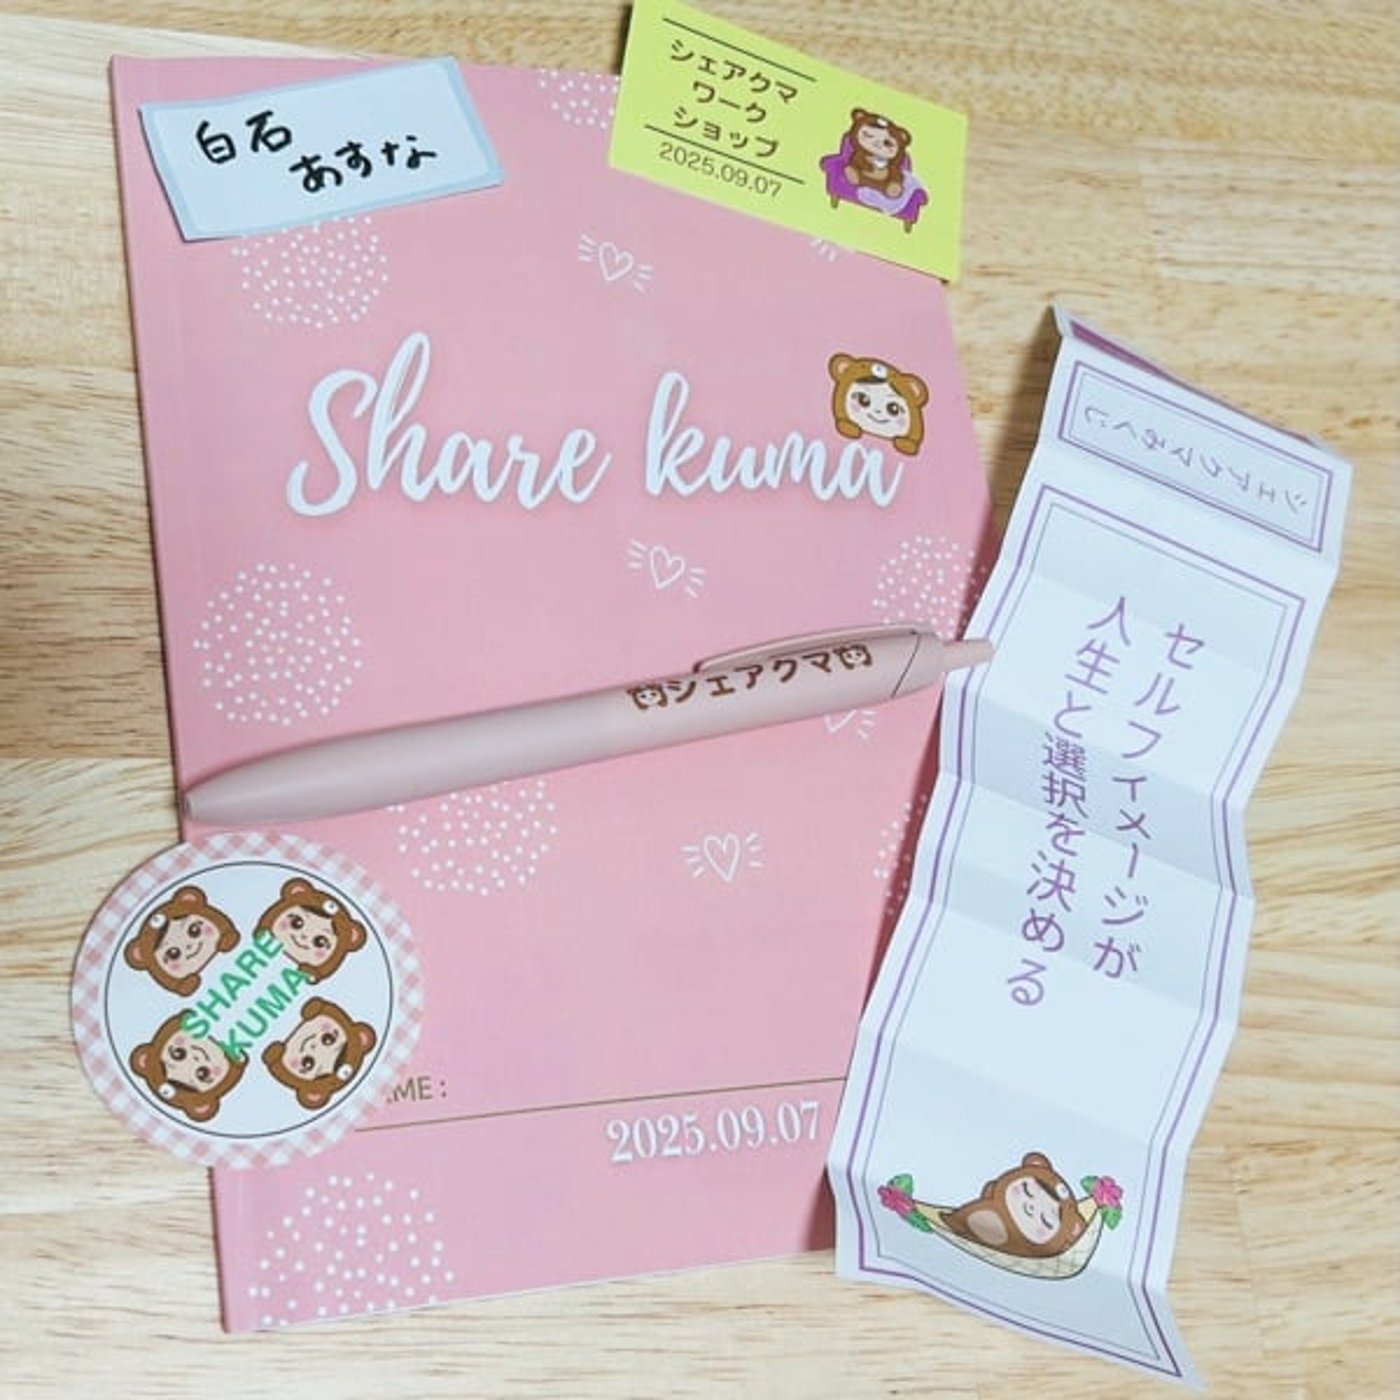 白石
あすな
シェアクマ
ワーク
ショップ
2025.09.07
Share kuma
シェアクマ
シェアクマみくじ
セルフイメージが
人生と選択を決める
SHARE
KUMA
AME:
2025.09.07